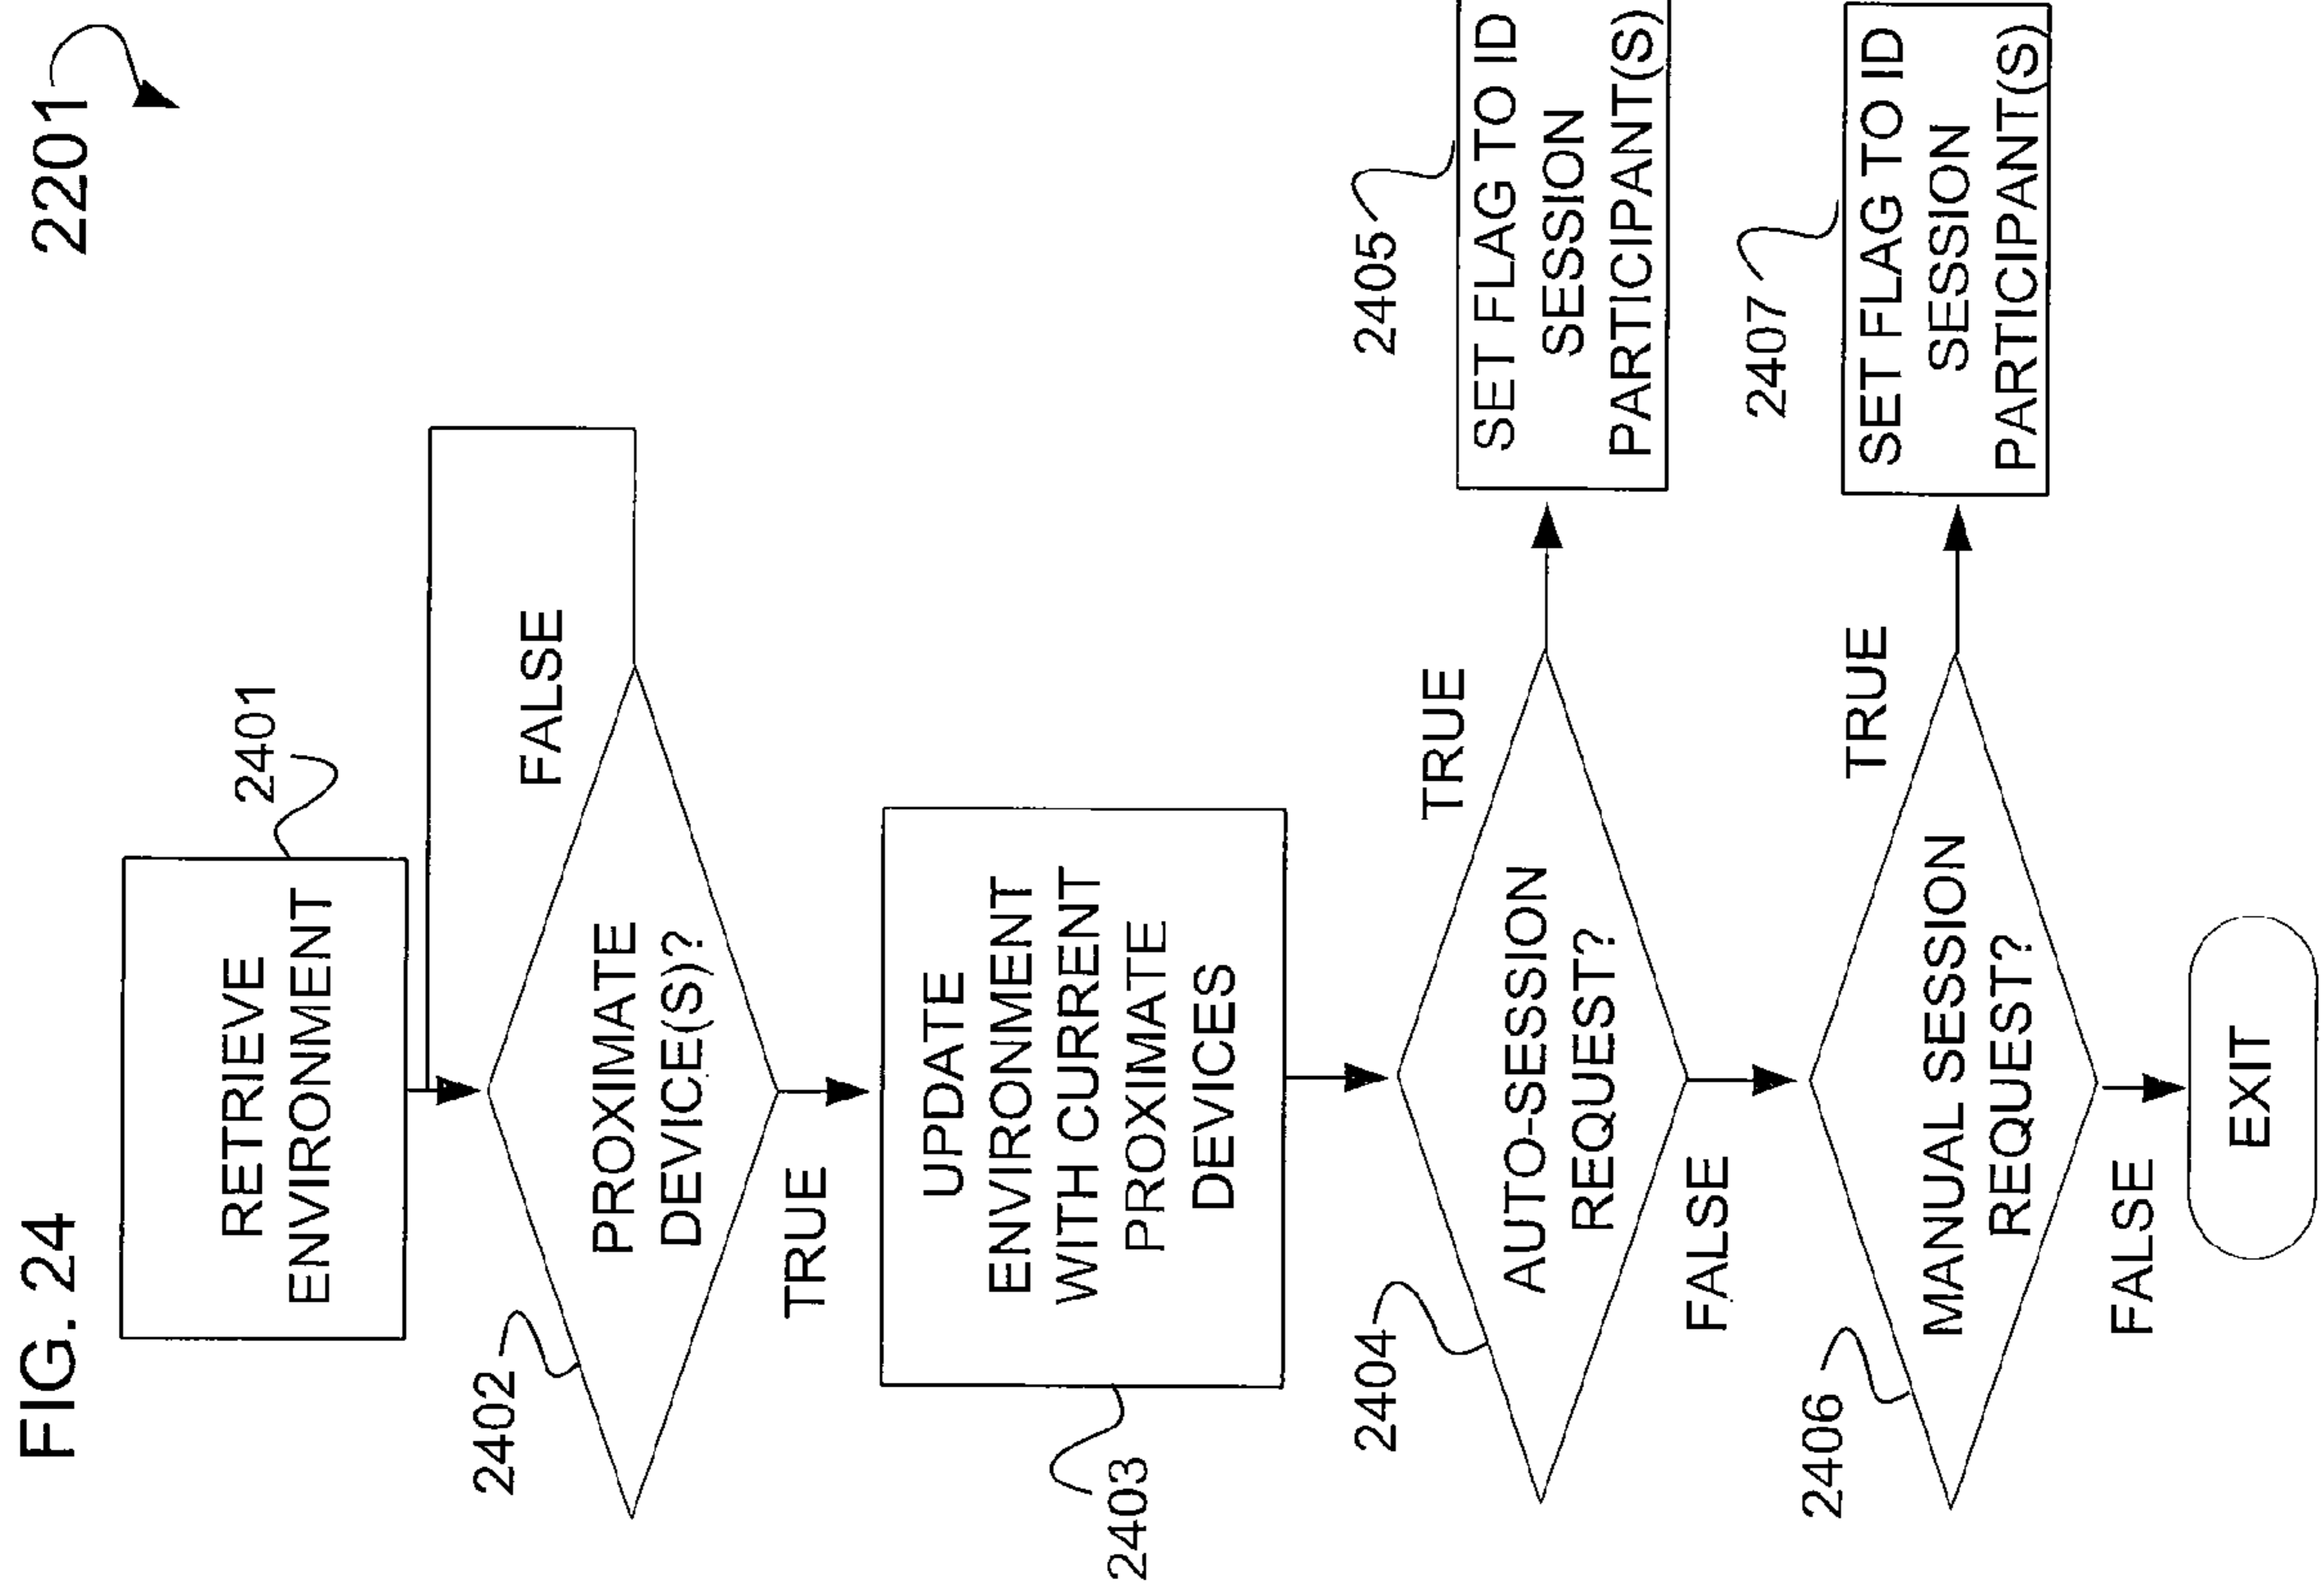 FIG. 24
2201
RETRIEVE
ENVIRONMENT
2401
2402
PROXIMATE
DEVICE(S)?
FALSE
TRUE
UPDATE
ENVIRONMENT
WITH CURRENT
PROXIMATE
DEVICES
2403
2404
AUTO-SESSION
REQUEST?
TRUE
2405
SET FLAG TO ID
SESSION
PARTICIPANT(S)
FALSE
2406
MANUAL SESSION
REQUEST?
TRUE
2407
SET FLAG TO ID
SESSION
PARTICIPANT(S)
FALSE
EXIT